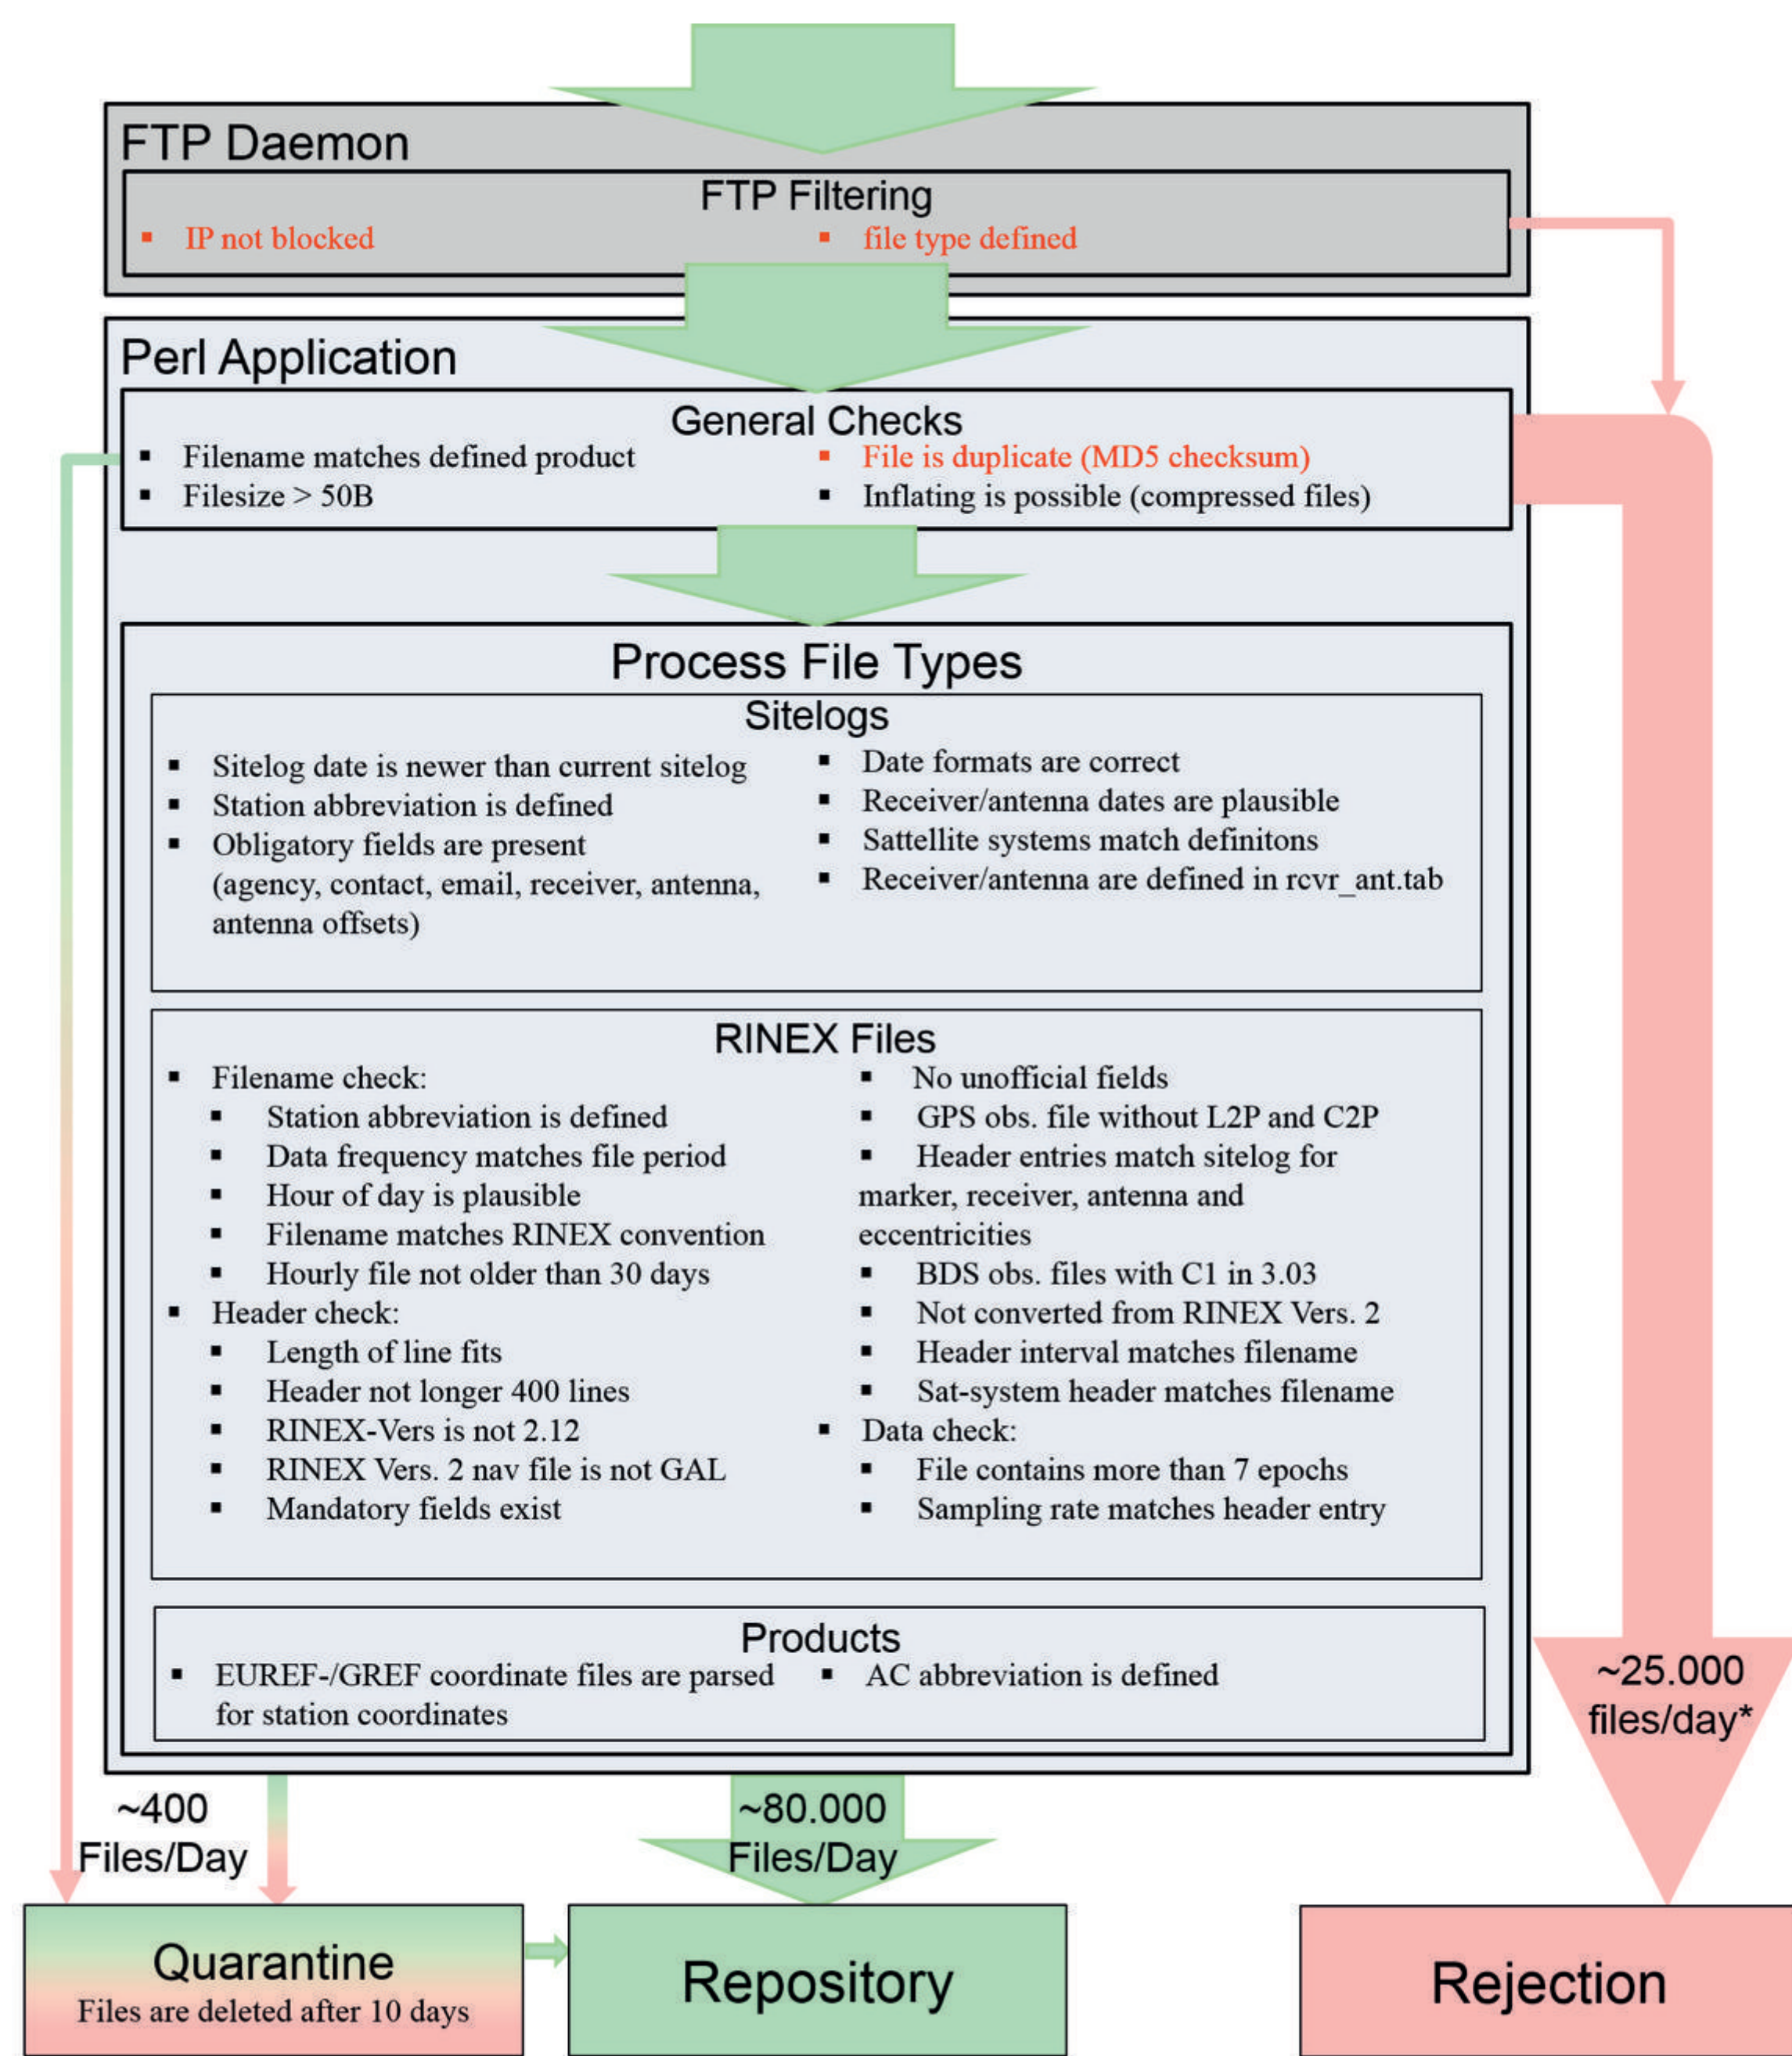 FTP Daemon
FTP Filtering
▪ IP not blocked
▪ file type defined
Perl Application
General Checks
▪ Filename matches defined product
▪ Filesize > 50B
▪ File is duplicate (MD5 checksum)
▪ Inflating is possible (compressed files)
Process File Types
Sitelogs
▪ Sitelog date is newer than current sitelog
▪ Station abbreviation is defined
▪ Obligatory fields are present
(agency, contact, email, receiver, antenna,
antenna offsets)
▪ Date formats are correct
▪ Receiver/antenna dates are plausible
▪ Sattellite systems match definitons
▪ Receiver/antenna are defined in rcvr_ant.tab
RINEX Files
▪ Filename check:
▪ Station abbreviation is defined
▪ Data frequency matches file period
▪ Hour of day is plausible
▪ Filename matches RINEX convention
▪ Hourly file not older than 30 days
▪ Header check:
▪ Length of line fits
▪ Header not longer 400 lines
▪ RINEX-Vers is not 2.12
▪ RINEX Vers. 2 nav file is not GAL
▪ Mandatory fields exist
▪ No unofficial fields
▪ GPS obs. file without L2P and C2P
▪ Header entries match sitelog for
marker, receiver, antenna and
eccentricities
▪ BDS obs. files with C1 in 3.03
▪ Not converted from RINEX Vers. 2
▪ Header interval matches filename
▪ Sat-system header matches filename
▪ Data check:
▪ File contains more than 7 epochs
▪ Sampling rate matches header entry
Products
▪ EUREF-/GREF coordinate files are parsed
for station coordinates
▪ AC abbreviation is defined
~25.000
files/day*
~400
Files/Day
~80.000
Files/Day
Quarantine
Files are deleted after 10 days
Repository
Rejection